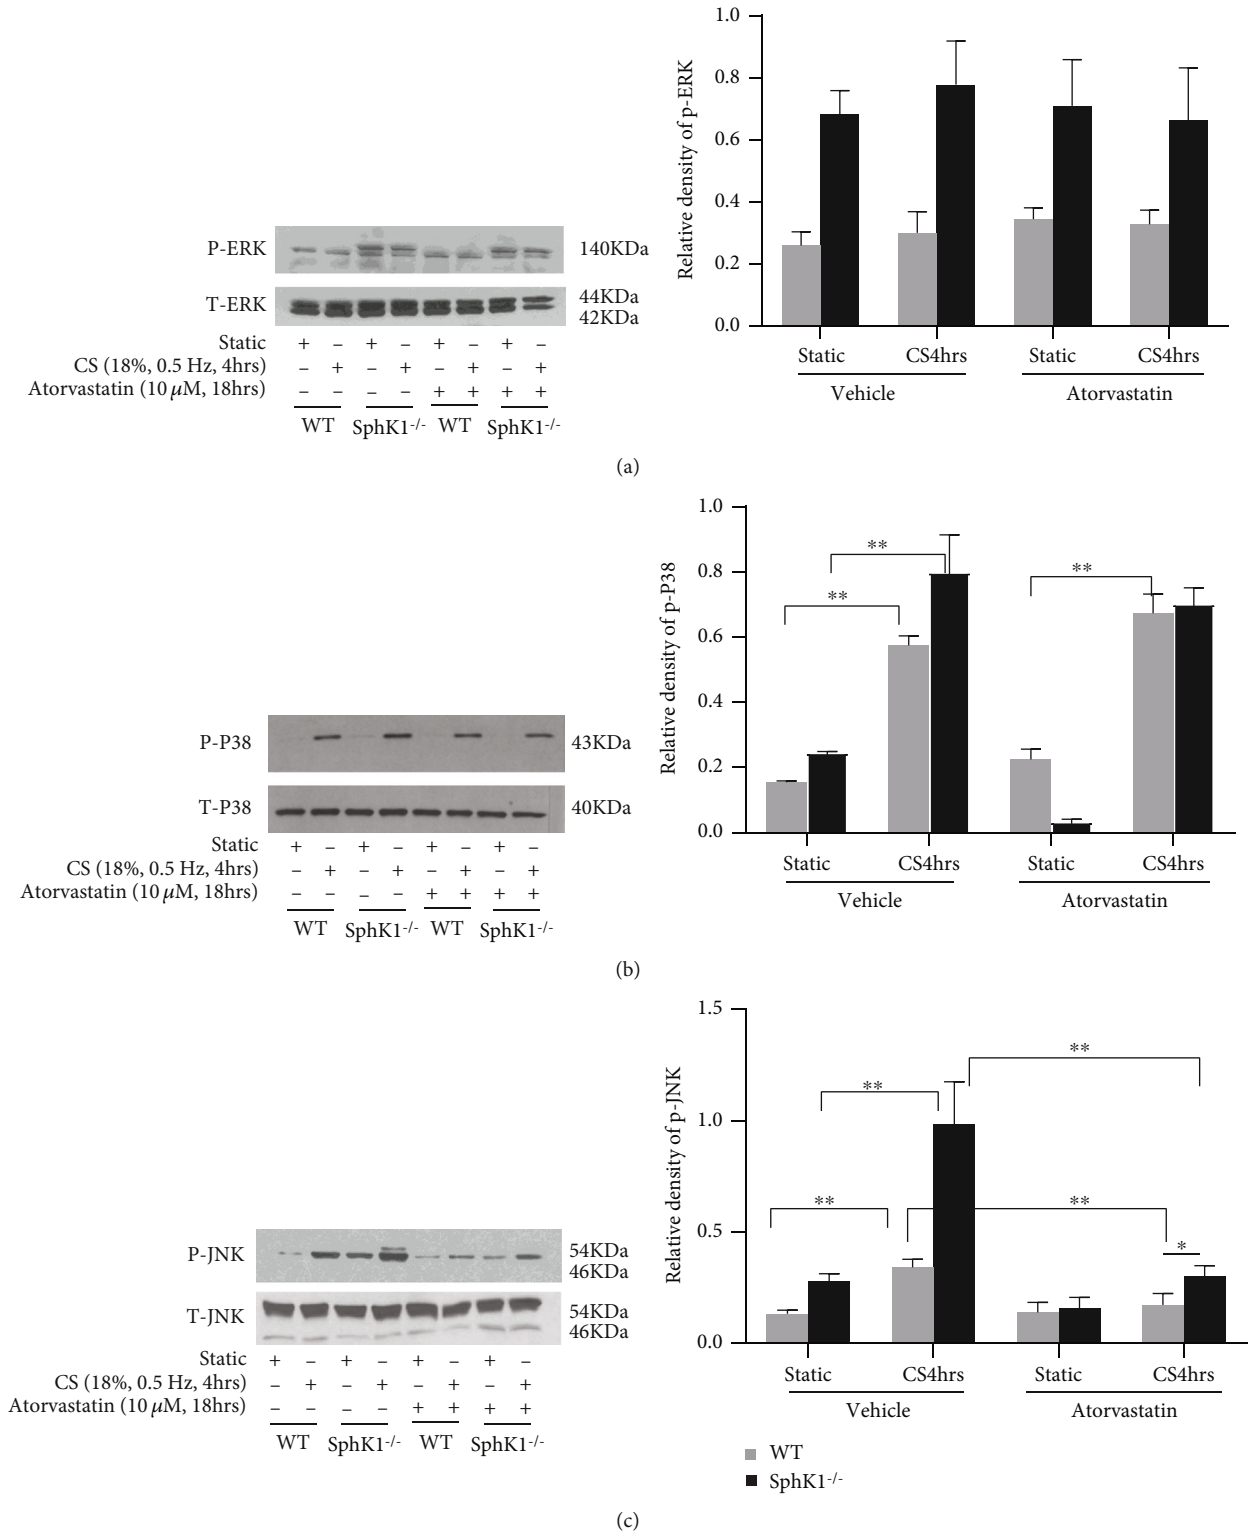 P-ERK 140KDa
T-ERK 44KDa
42KDa
Static + – + – + – + –
CS (18%, 0.5 Hz, 4hrs) – + – + – + – +
Atorvastatin (10 μM, 18hrs) – – – – + + + +
WT SphK1-/- WT SphK1-/-
Relative density of p-ERK
1.0
0.8
0.6
0.4
0.2
0.0
Static CS4hrs Static CS4hrs
Vehicle Atorvastatin
(a)
P-P38 43KDa
T-P38 40KDa
Static + – + – + – + –
CS (18%, 0.5 Hz, 4hrs) – + – + – + – +
Atorvastatin (10 μM, 18hrs) – – – – + + + +
WT SphK1-/- WT SphK1-/-
Relative density of p-P38
1.0
0.8
0.6
0.4
0.2
0.0
** ** **
Static CS4hrs Static CS4hrs
Vehicle Atorvastatin
(b)
P-JNK 54KDa
46KDa
T-JNK 54KDa
46KDa
Static + – + – + – + –
CS (18%, 0.5 Hz, 4hrs) – + – + – + – +
Atorvastatin (10 μM, 18hrs) – – – – + + + +
WT SphK1-/- WT SphK1-/-
Relative density of p-JNK
1.5
1.0
0.5
0.0
**
**
** **
*
Static CS4hrs Static CS4hrs
Vehicle Atorvastatin
WT
SphK1-/-
(c)